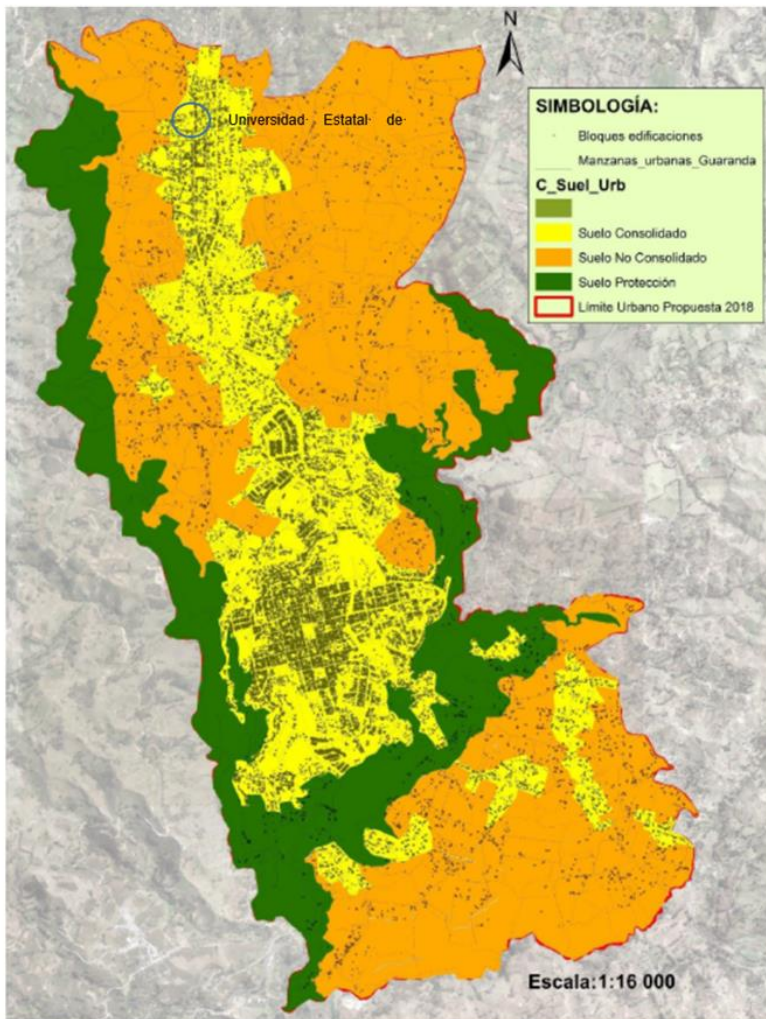 N
Universidad Estatal de
SIMBOLOGÍA:
Bloques edificaciones
Manzanas_urbanas_Guaranda
C_Suel_Urb
Suelo Consolidado
Suelo No Consolidado
Suelo Protección
Límite Urbano Propuesta 2018
Escala:1:16 000